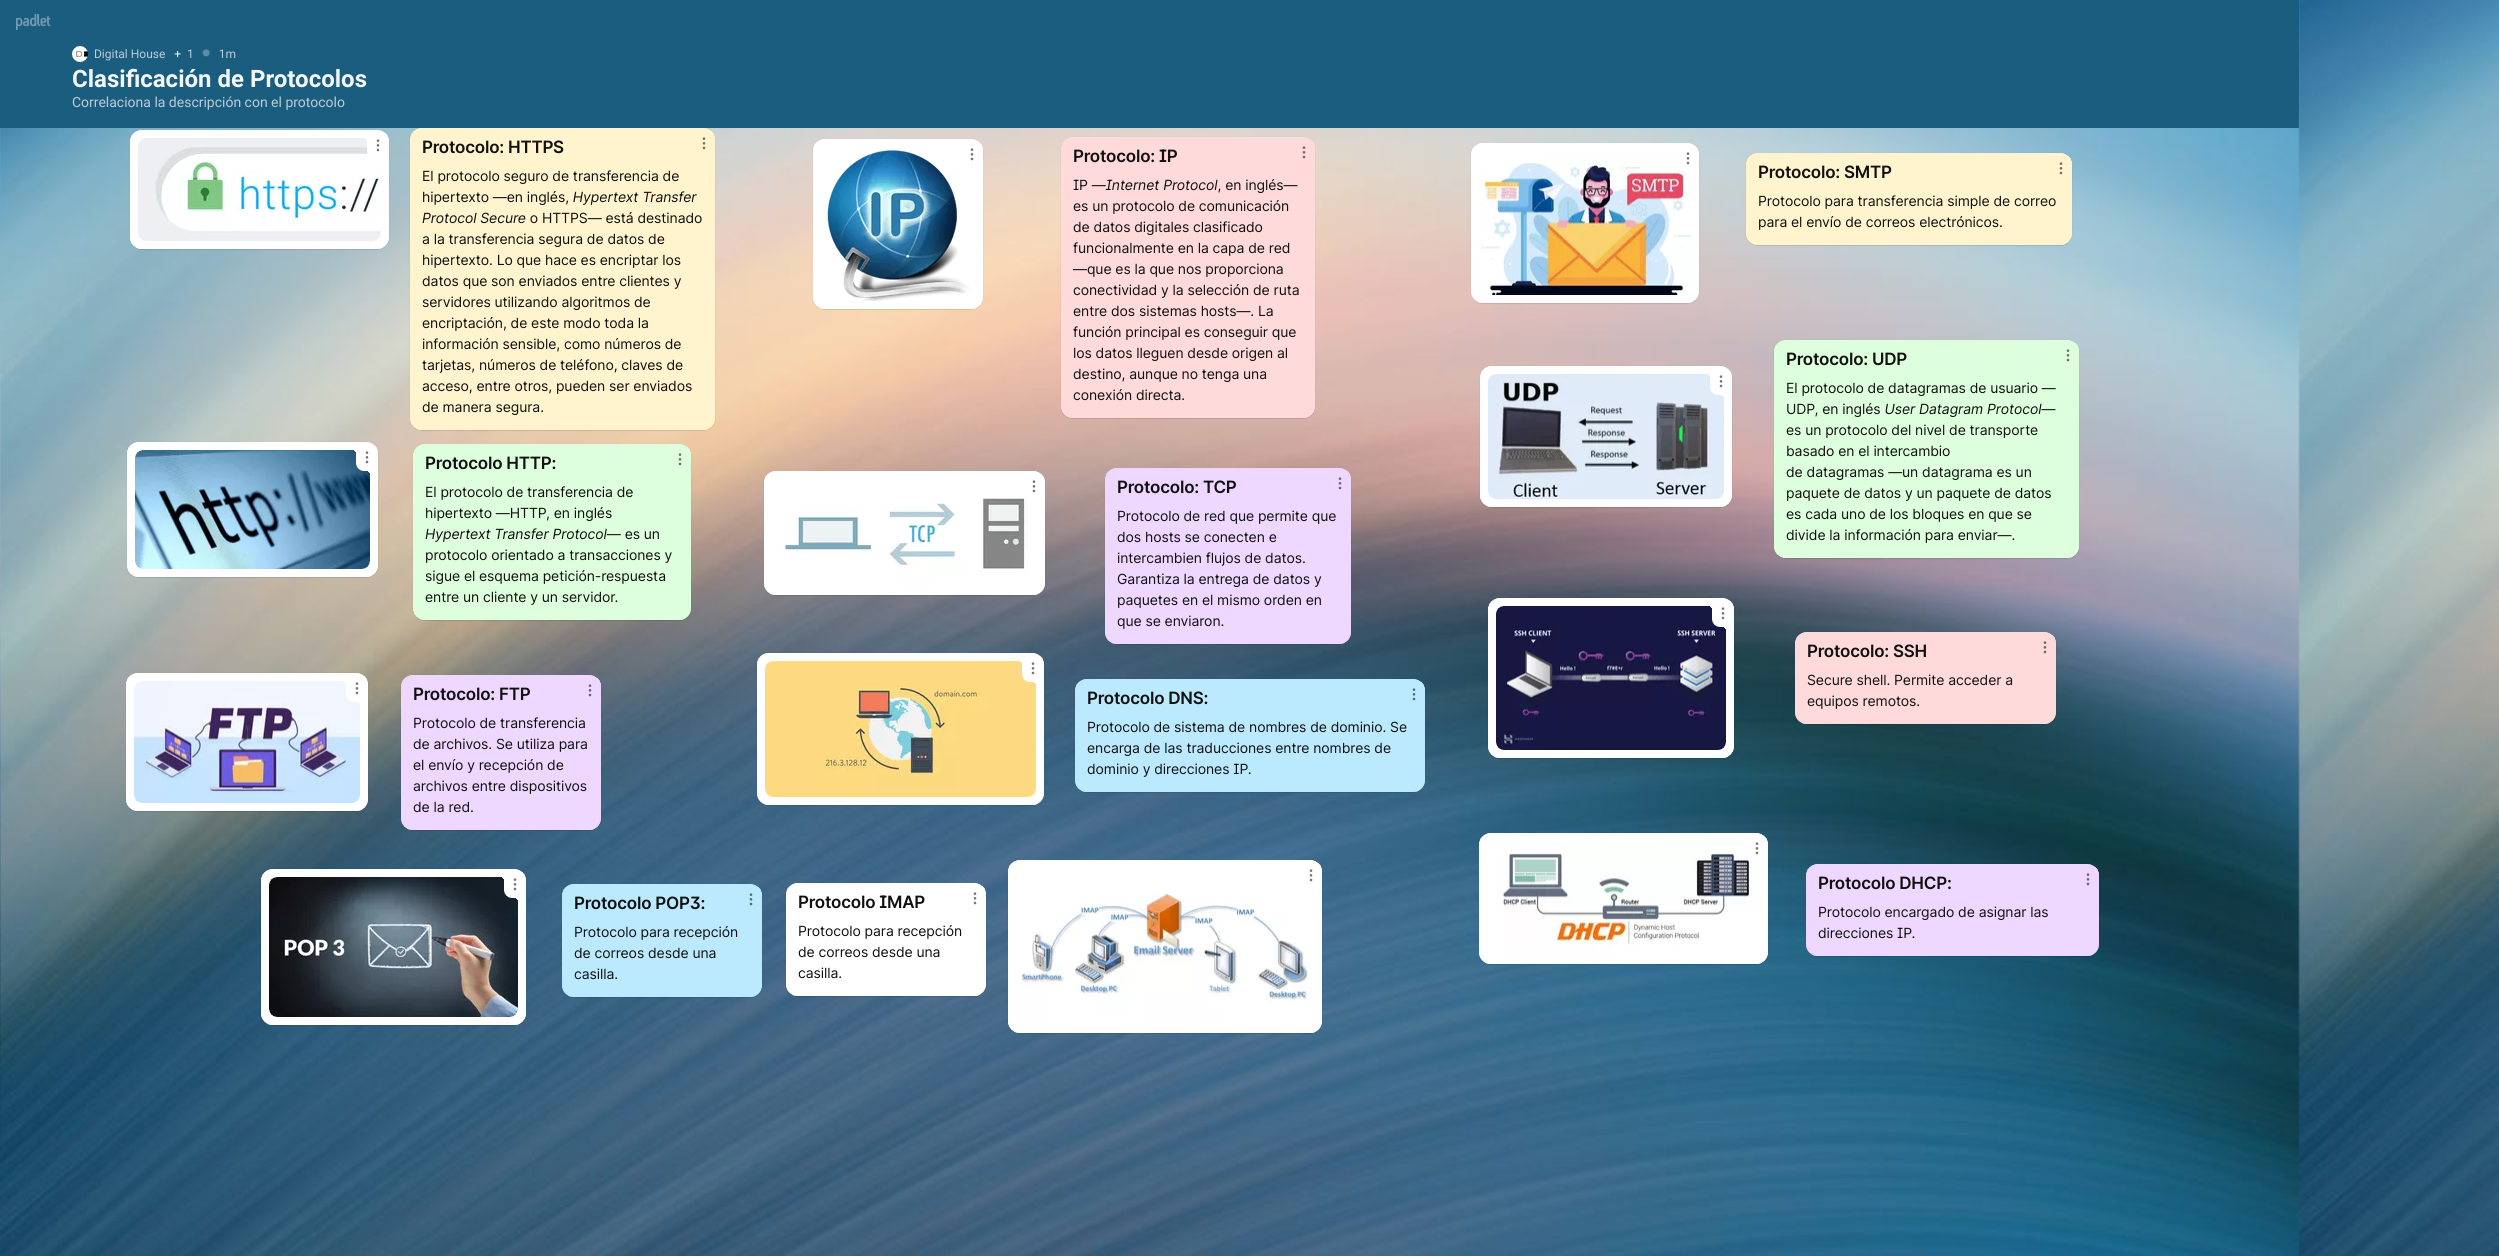 padlet
Digital House + 1 1m
Clasificación de Protocolos
Correlaciona la descripción con el protocolo
https://
Protocolo: HTTPS
El protocolo seguro de transferencia de
hipertexto —en inglés, Hypertext Transfer
Protocol Secure o HTTPS— está destinado
a la transferencia segura de datos de
hipertexto. Lo que hace es encriptar los
datos que son enviados entre clientes y
servidores utilizando algoritmos de
encriptación, de este modo toda la
información sensible, como números de
tarjetas, números de teléfono, claves de
acceso, entre otros, pueden ser enviados
de manera segura.
http://www
Protocolo HTTP:
El protocolo de transferencia de
hipertexto —HTTP, en inglés
Hypertext Transfer Protocol— es un
protocolo orientado a transacciones y
sigue el esquema petición-respuesta
entre un cliente y un servidor.
FTP
Protocolo: FTP
Protocolo de transferencia
de archivos. Se utiliza para
el envío y recepción de
archivos entre dispositivos
de la red.
POP 3
Protocolo POP3:
Protocolo para recepción
de correos desde una
casilla.
IP
Protocolo: IP
IP —Internet Protocol, en inglés—
es un protocolo de comunicación
de datos digitales clasificado
funcionalmente en la capa de red
—que es la que nos proporciona
conectividad y la selección de ruta
entre dos sistemas hosts—. La
función principal es conseguir que
los datos lleguen desde origen al
destino, aunque no tenga una
conexión directa.
TCP
Protocolo: TCP
Protocolo de red que permite que
dos hosts se conecten e
intercambien flujos de datos.
Garantiza la entrega de datos y
paquetes en el mismo orden en
que se enviaron.
domain.com
216.3.128.12
Protocolo DNS:
Protocolo de sistema de nombres de dominio. Se
encarga de las traducciones entre nombres de
dominio y direcciones IP.
Protocolo IMAP
Protocolo para recepción
de correos desde una
casilla.
IMAP
IMAP
IMAP
IMAP
Email Server
SmartPhone
Desktop PC
Tablet
Desktop PC
SMTP
Protocolo: SMTP
Protocolo para transferencia simple de correo
para el envío de correos electrónicos.
UDP
Request
Response
Response
Client
Server
Protocolo: UDP
El protocolo de datagramas de usuario —
UDP, en inglés User Datagram Protocol—
es un protocolo del nivel de transporte
basado en el intercambio
de datagramas —un datagrama es un
paquete de datos y un paquete de datos
es cada uno de los bloques en que se
divide la información para enviar—.
SSH CLIENT
SSH SERVER
Hello !
Hello !
Protocolo: SSH
Secure shell. Permite acceder a
equipos remotos.
DHCP Client
Router
DHCP Server
DHCP
Dynamic Host
Configuration Protocol
Protocolo DHCP:
Protocolo encargado de asignar las
direcciones IP.